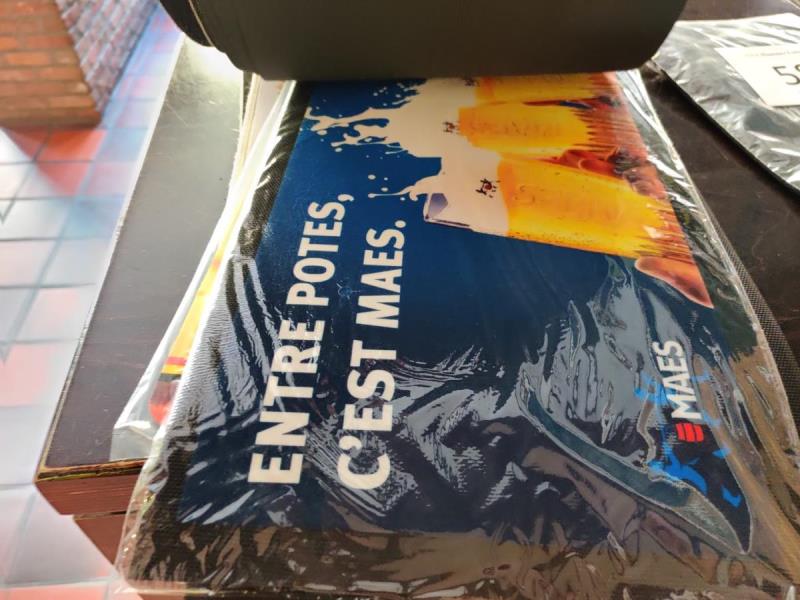 ENTRE POTES,
C'EST MAES.
MAES